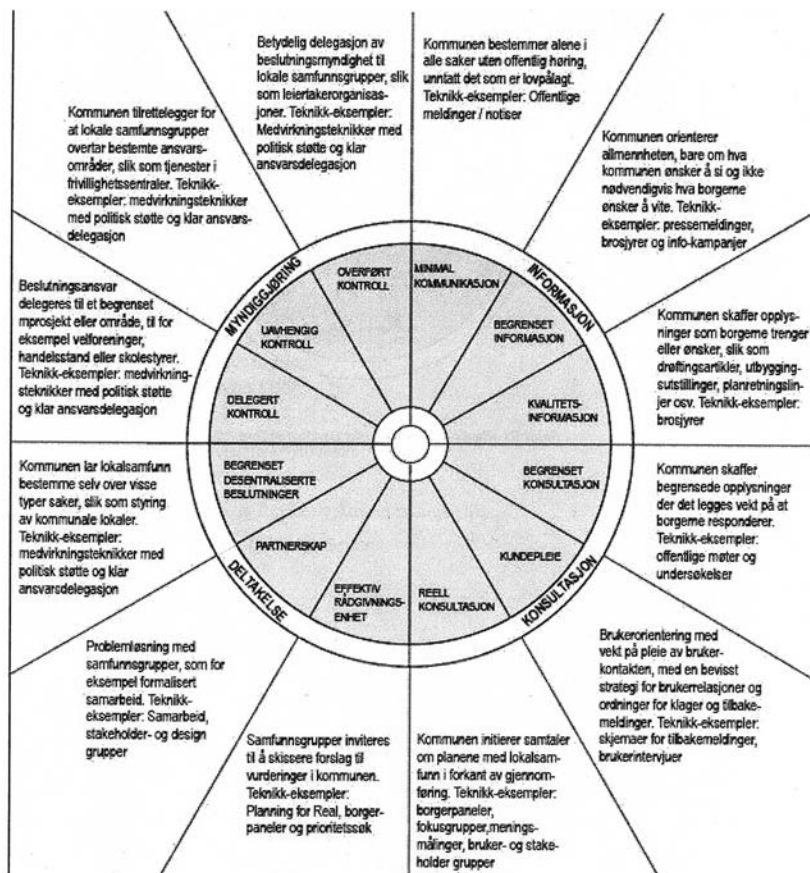 Betydelig delegasjon av
beslutningsmyndighet til
lokale samfunnsgrupper, slik
som leiertakerorganisas-
sjoner. Teknikk-eksempler:
Medvirkningsteknikker med
politisk støtte og klar
ansvarsdelegasjon
Kommunen bestemmer alene i
alle saker uten offentlig høring,
unntatt det som er lovpålagt.
Teknikk-eksempler: Offentlige
meldinger / notiser
Kommunen tilrettelegger for
at lokale samfunnsgrupper
overtar bestemte ansvars-
områder, slik som tjenester i
frivillighetssentraler. Teknikk-
eksempler: medvirkningsteknikker
med politisk støtte og klar ansvars-
delegasjon
Kommunen orienterer
allmennheten, bare om hva
kommunen ønsker å si og ikke
nødvendigvis hva borgerne
ønsker å vite. Teknikk-
eksempler: pressemeldinger,
brosjyrer og info-kampanjer
Beslutningsansvar
delegeres til et begrenset
mprosjekt eller område, til for
eksempel velforeninger,
handelsstand eller skolestyrer.
Teknikk-eksempler: medvirkning-
steknikker med politisk støtte
og klar ansvarsdelegasjon
Kommunen skaffer opplys-
ninger som borgerne trenger
eller ønsker, slik som
drøftingsartikler, utbygging-
sutstillinger, planretningslin-
jer osv. Teknikk-eksempler:
brosjyrer
Kommunen lar lokalsamfunn
bestemme selv over visse
typer saker, slik som styring
av kommunale lokaler.
Teknikk-eksempler:
medvirkningsteknikker med
politisk støtte og klar
ansvarsdelegasjon
Kommunen skaffer
begrensede opplysninger
der det legges vekt på at
borgerne responderer.
Teknikk-eksempler:
offentlige møter og
undersøkelser
Problemløsning med
samfunnsgrupper, som for
eksempel formalisert
samarbeid. Teknikk-
eksempler: Samarbeid,
stakeholder- og design
grupper
Brukerorientering med
vekt på pleie av bruker-
kontakten, med en bevisst
strategi for brukerrelasjoner og
ordninger for klager og tilbake-
meldinger. Teknikk-eksempler:
skjemaer for tilbakemeldinger,
brukerintervjuer
Samfunnsgrupper inviteres
til å skissere forslag til
vurderinger i kommunen.
Teknikk-eksempler:
Planning for Real, borger-
paneler og prioritetssøk
Kommunen initierer samtaler
om planene med lokalsam-
funn i forkant av gjennom-
føring. Teknikk-eksempler:
borgerpaneler,
fokusgrupper,menings-
målinger, bruker- og stake-
holder grupper
MYNDIGGJØRING
INFORMASJON
KONSULTASJON
DELTAKELSE
OVERFØRT
KONTROLL
MINIMAL
KOMMUNIKASJON
UAVHENGIG
KONTROLL
BEGRENSET
INFORMASJON
DELEGERT
KONTROLL
KVALITETS-
INFORMASJON
BEGRENSET
DESENTRALISERTE
BESLUTNINGER
BEGRENSET
KONSULTASJON
PARTNERSKAP
KUNDEPLEIE
EFFEKTIV
RÅDGIVNINGS-
ENHET
REELL
KONSULTASJON